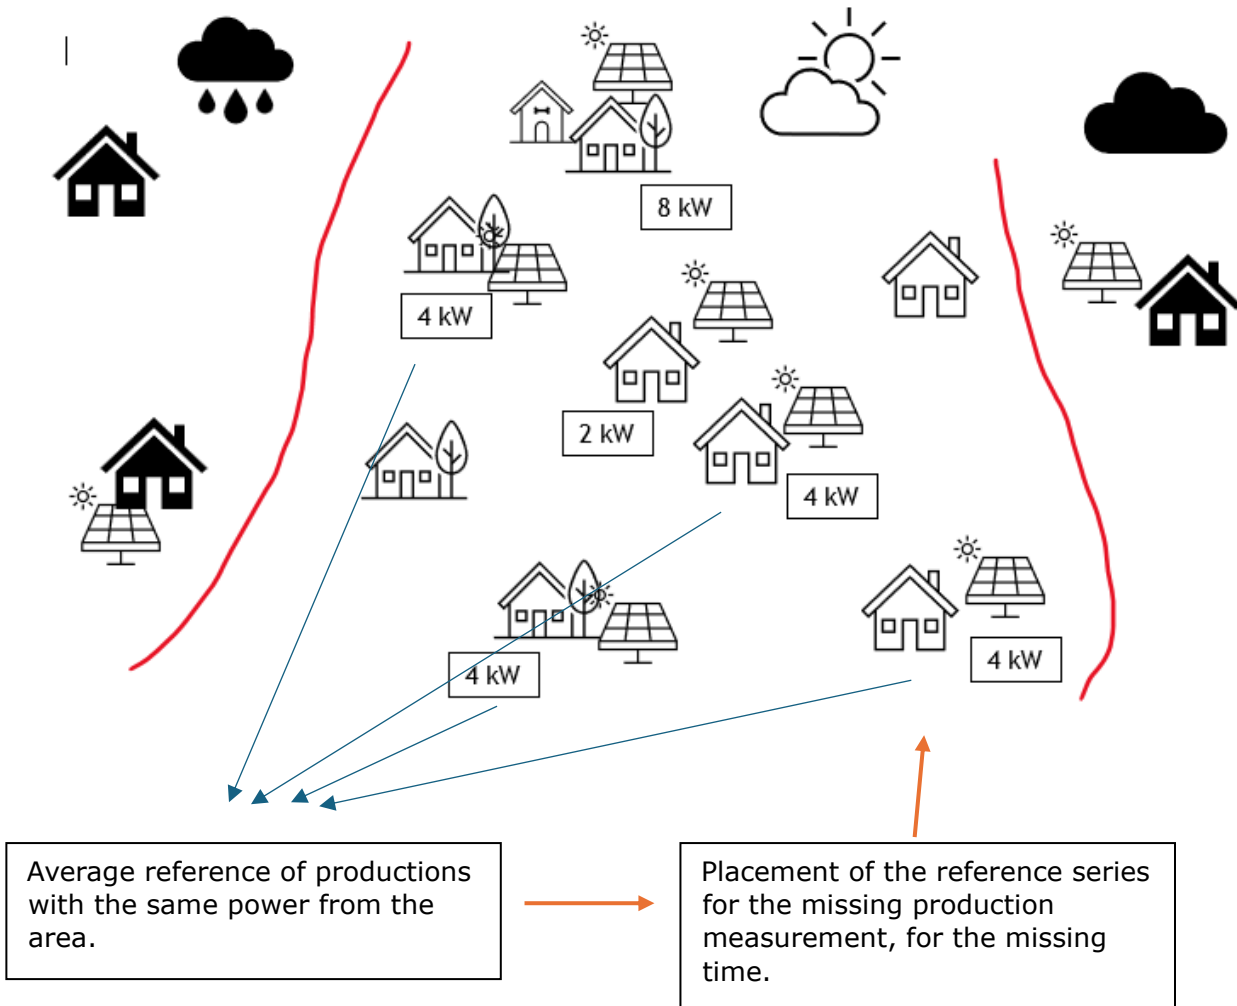 8 kW
4 kW
2 kW
4 kW
4 kW
4 kW
Average reference of productions
with the same power from the
area.
Placement of the reference series
for the missing production
measurement, for the missing
time.